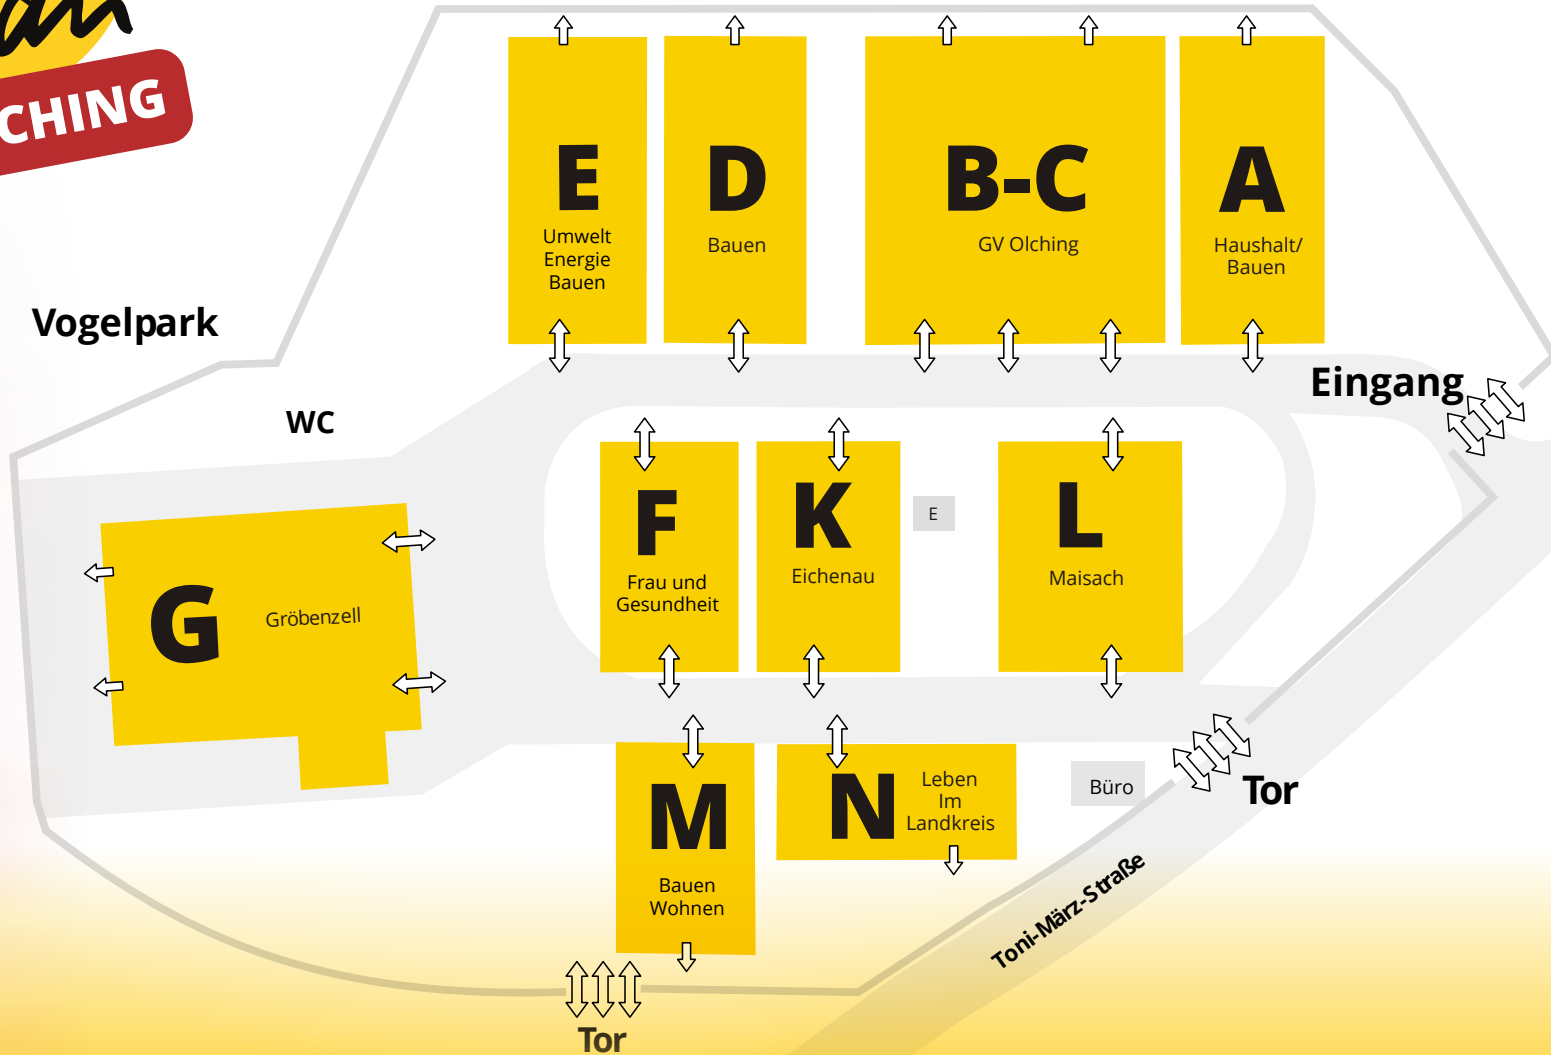 CHING
E
Umwelt
Energie
Bauen
D
Bauen
B-C
GV Olching
A
Haushalt/
Bauen
Vogelpark
WC
Eingang
F
Frau und
Gesundheit
K
Eichenau
E
L
Maisach
G
Gröbenzell
M
Bauen
Wohnen
N
Leben
Im
Landkreis
Büro
Tor
Toni-März-Straße
Tor